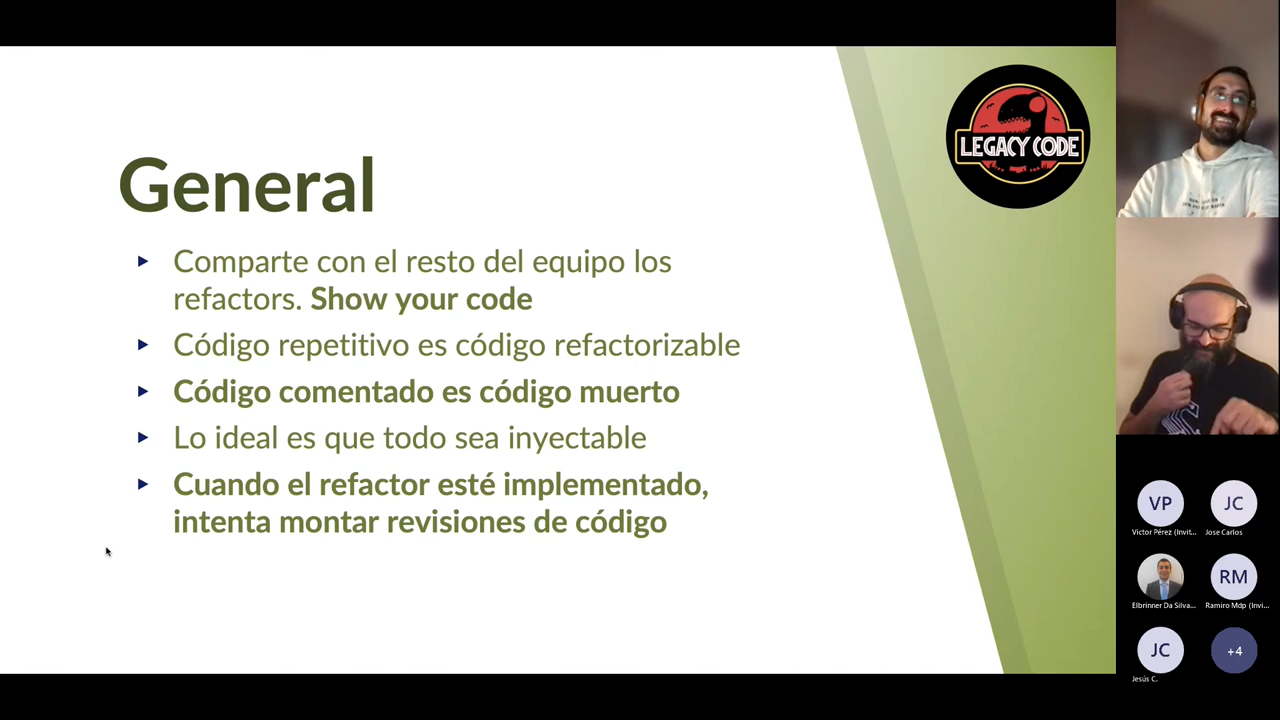 General
Comparte con el resto del equipo los
refactors. Show your code
Código repetitivo es código refactorizable
Código comentado es código muerto
Lo ideal es que todo sea inyectable
Cuando el refactor esté implementado,
intenta montar revisiones de código
LEGACY CODE
VP
JC
Victor Pérez (Invit...
Jose Carlos
RM
Elbrinner Da Silva...
Ramiro Mdp (Invi...
JC
+4
Jesús C.